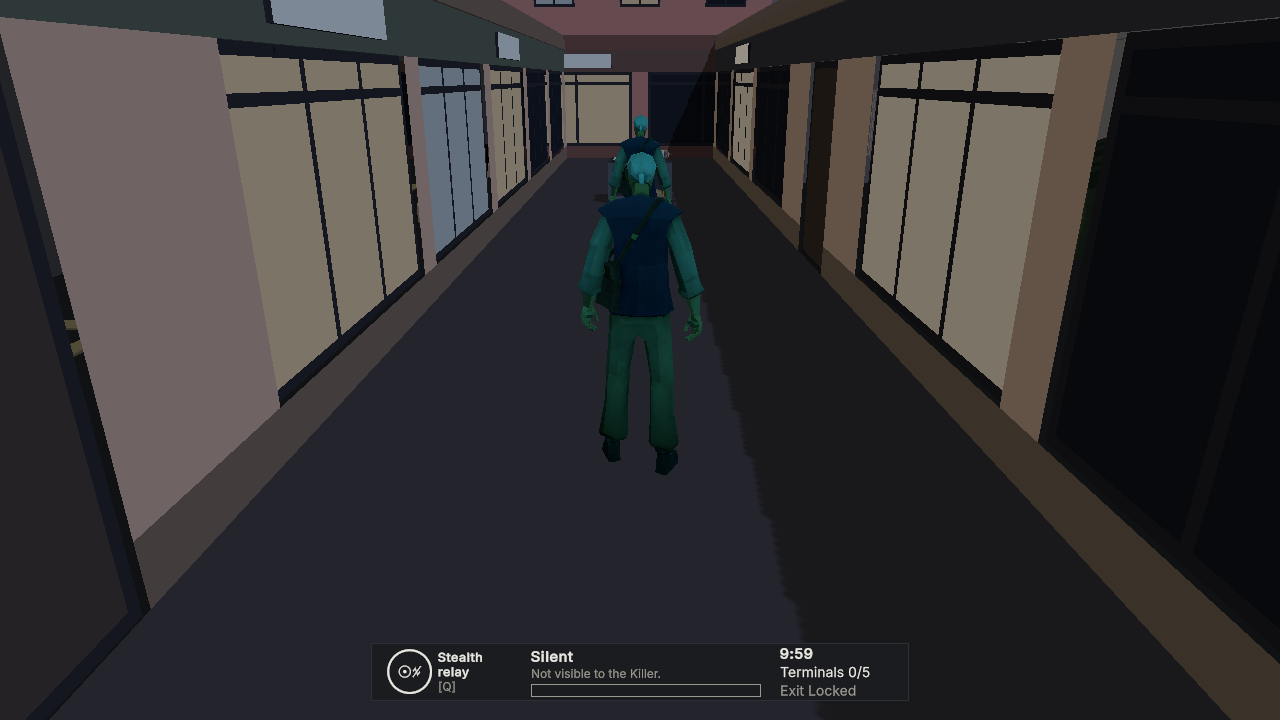 Stealth
relay
[Q]
Silent
Not visible to the Killer.
9:59
Terminals 0/5
Exit Locked